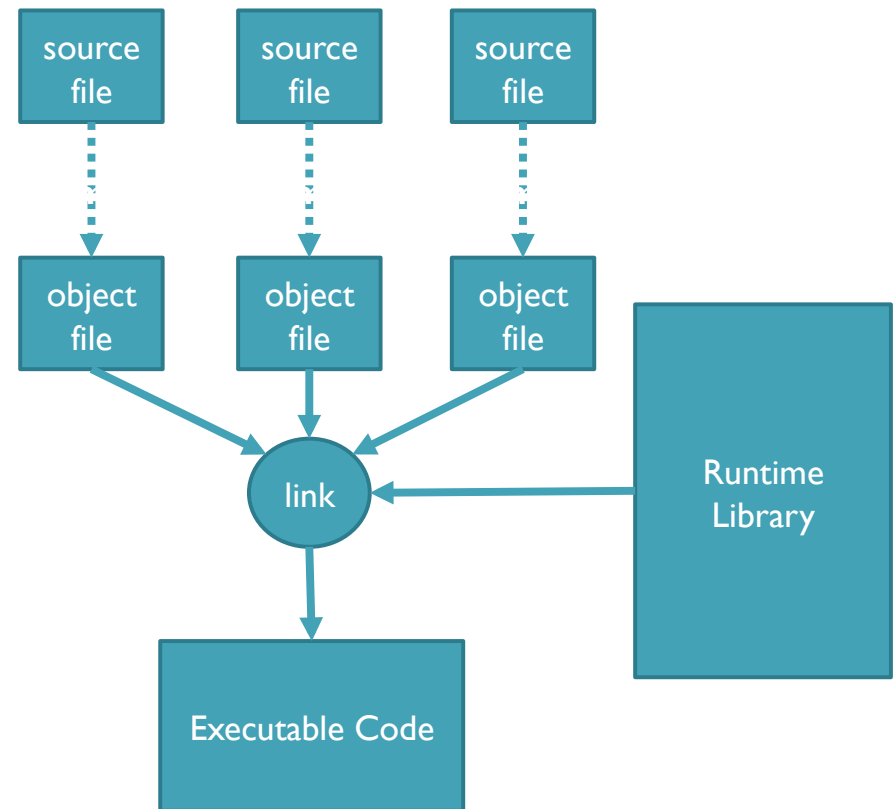 source
file
source
file
source
file
object
file
object
file
object
file
link
Runtime
Library
Executable Code